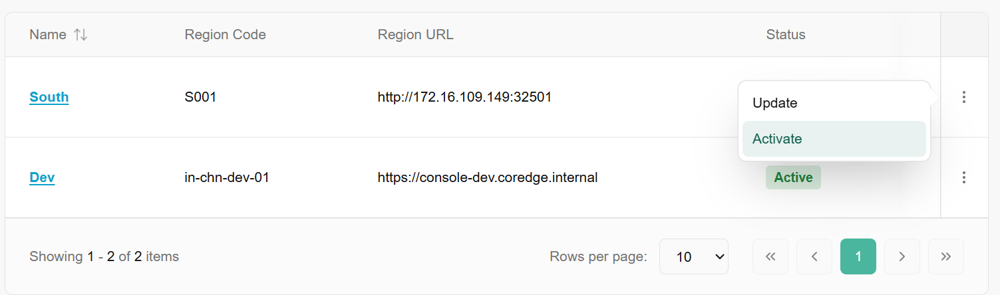 Name Region Code Region URL Status
South S001 http://172.16.109.149:32501
Update
Activate
Dev in-chn-dev-01 https://console-dev.coredge.internal Active
Showing 1 - 2 of 2 items Rows per page: 10 « ‹ 1 › »